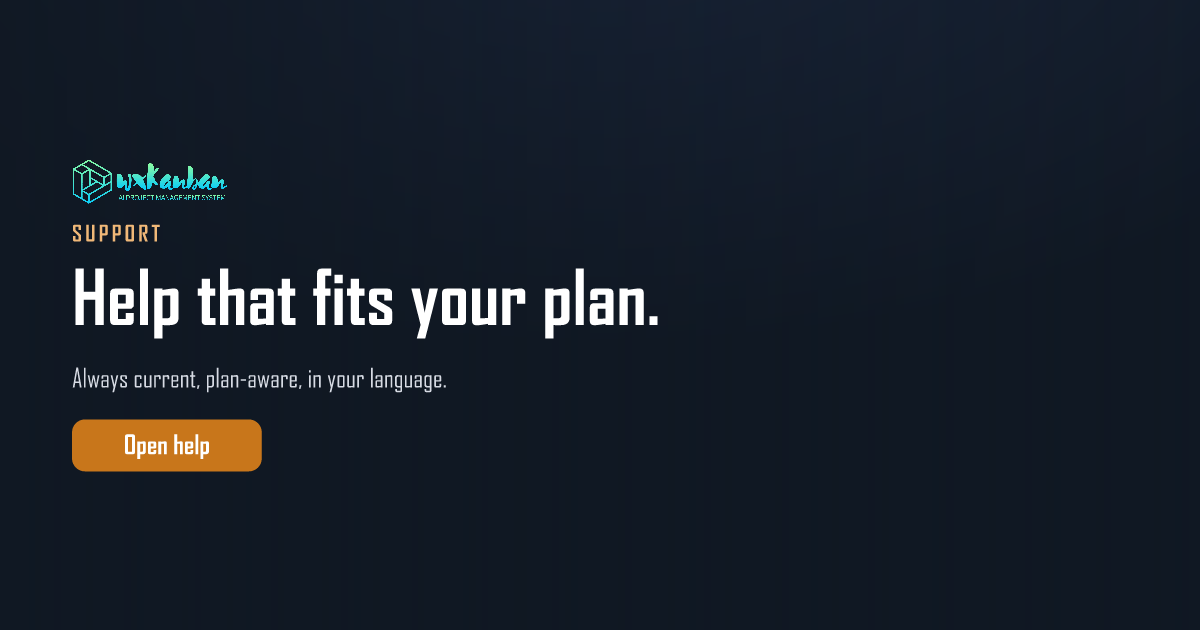 wxkanban
AI PROJECT MANAGEMENT SYSTEM
SUPPORT
Help that fits your plan.
Always current, plan-aware, in your language.
Open help